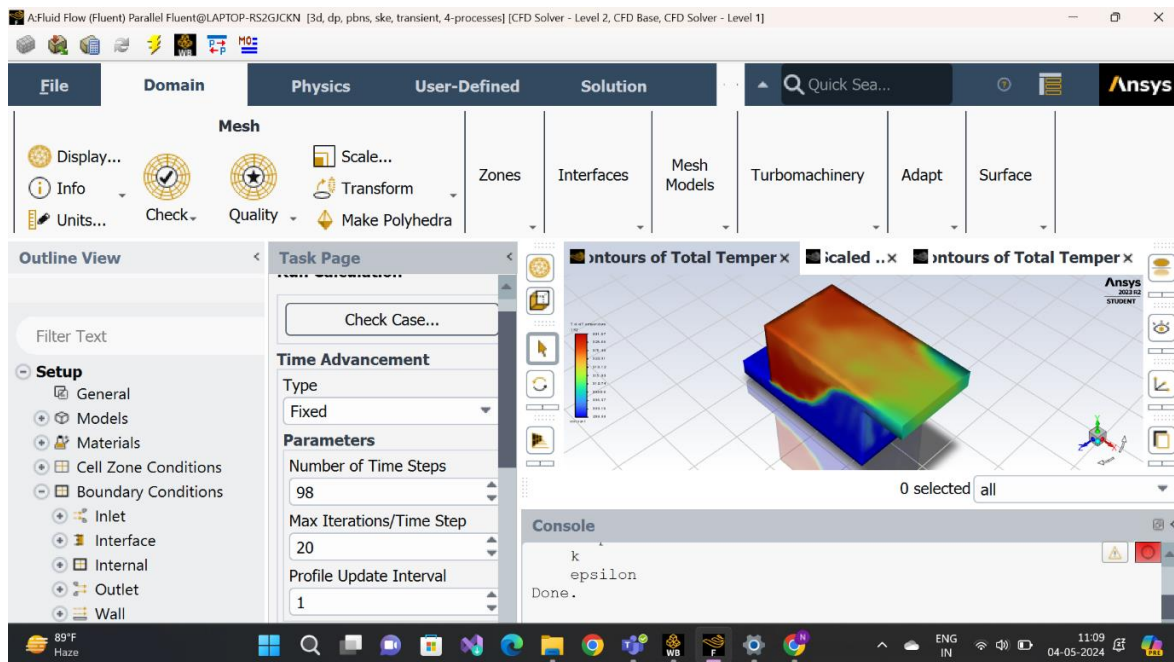 A:Fluid Flow (Fluent) Parallel Fluent@LAPTOP-RS2GJCKN [3d, dp, pbns, ske, transient, 4-processes] [CFD Solver - Level 2, CFD Base, CFD Solver - Level 1]
WB
File Domain Physics User-Defined Solution Quick Sea... Ansys
Mesh
Display...
Info
Units...
Check
Quality
Scale...
Transform
Make Polyhedra
Zones
Interfaces
Mesh
Models
Turbomachinery
Adapt
Surface
Outline View
Filter Text
Setup
General
Models
Materials
Cell Zone Conditions
Boundary Conditions
Inlet
Interface
Internal
Outlet
Wall
Task Page
Run Calculation
Check Case...
Time Advancement
Type
Fixed
Parameters
Number of Time Steps
98
Max Iterations/Time Step
20
Profile Update Interval
1
ontours of Total Temper
Scaled ..
ontours of Total Temper
Ansys
2023 R2
STUDENT
0 selected all
Console
k
epsilon
Done.
89°F
Haze
WB
F
ENG
IN
11:09
04-05-2024
PRE